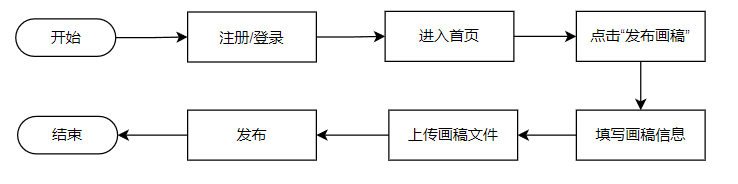 开始
注册/登录
进入首页
点击“发布画稿”
填写画稿信息
上传画稿文件
发布
结束